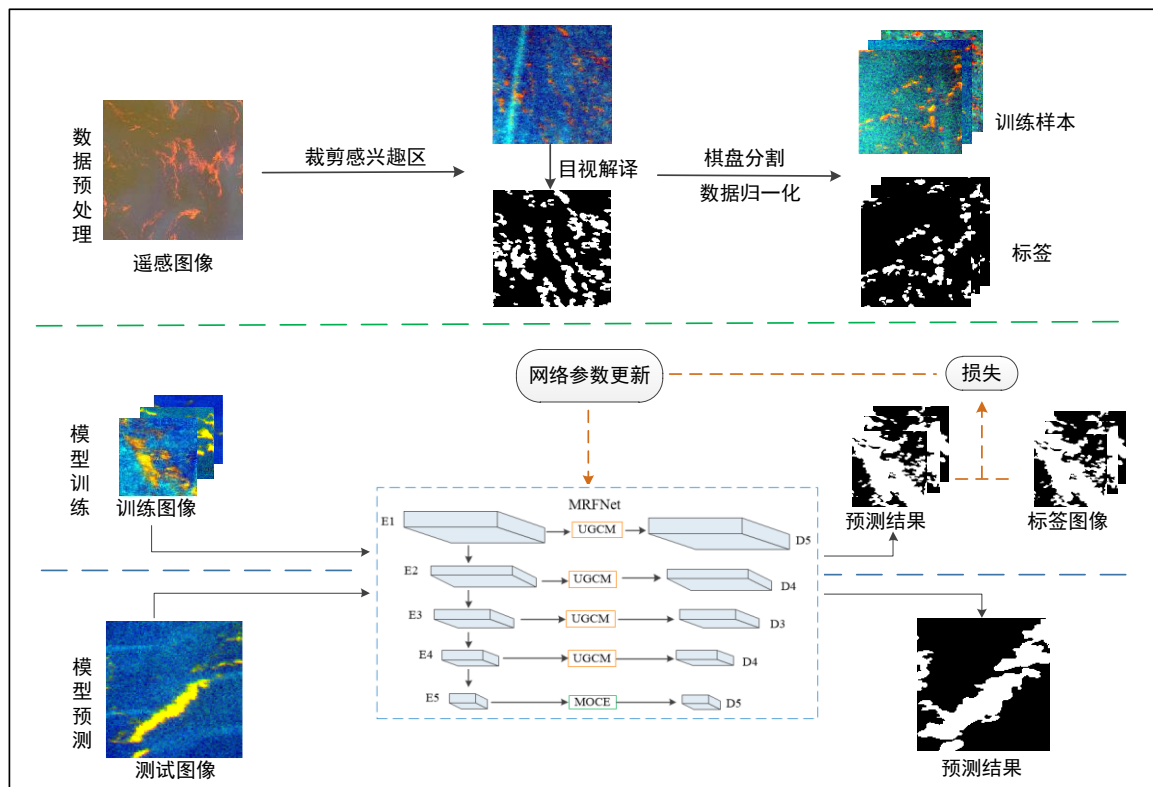 数据预处理
遥感图像
裁剪感兴趣区
目视解译
棋盘分割
数据归一化
训练样本
标签
模型训练
训练图像
网络参数更新
损失
预测结果
标签图像
MRFNet
E1
UGCM
D5
E2
UGCM
D4
E3
UGCM
D3
E4
UGCM
D4
E5
MOCE
D5
模型预测
测试图像
预测结果